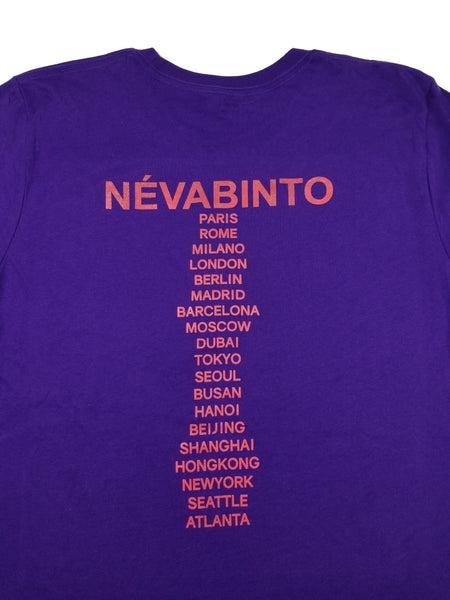 NÉVABINTO
PARIS
ROME
MILANO
LONDON
BERLIN
MADRID
BARCELONA
MOSCOW
DUBAI
TOKYO
SEOUL
BUSAN
HANOI
BEIJING
SHANGHAI
HONGKONG
NEWYORK
SEATTLE
ATLANTA